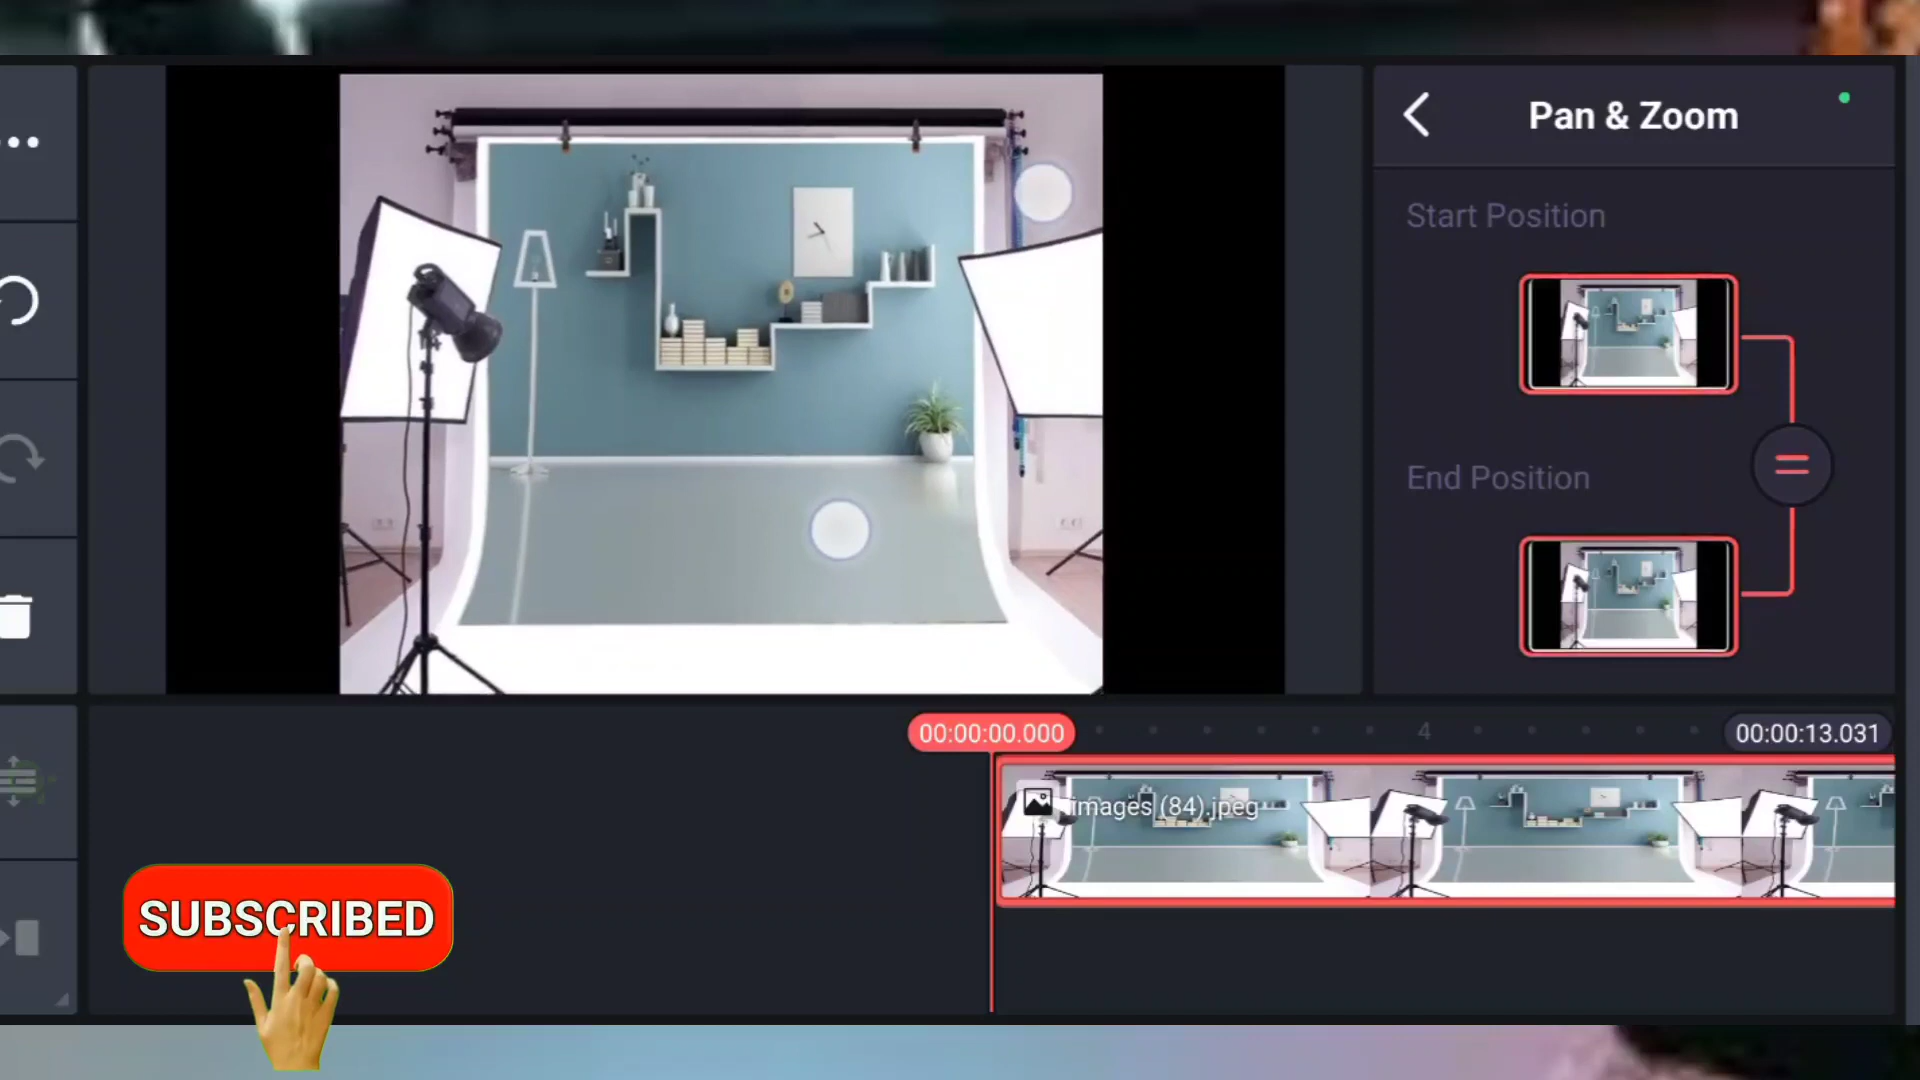 Pan & Zoom
Start Position
End Position
00:00:00.000
4
00:00:13.031
images (84).jpeg
SUBSCRIBED